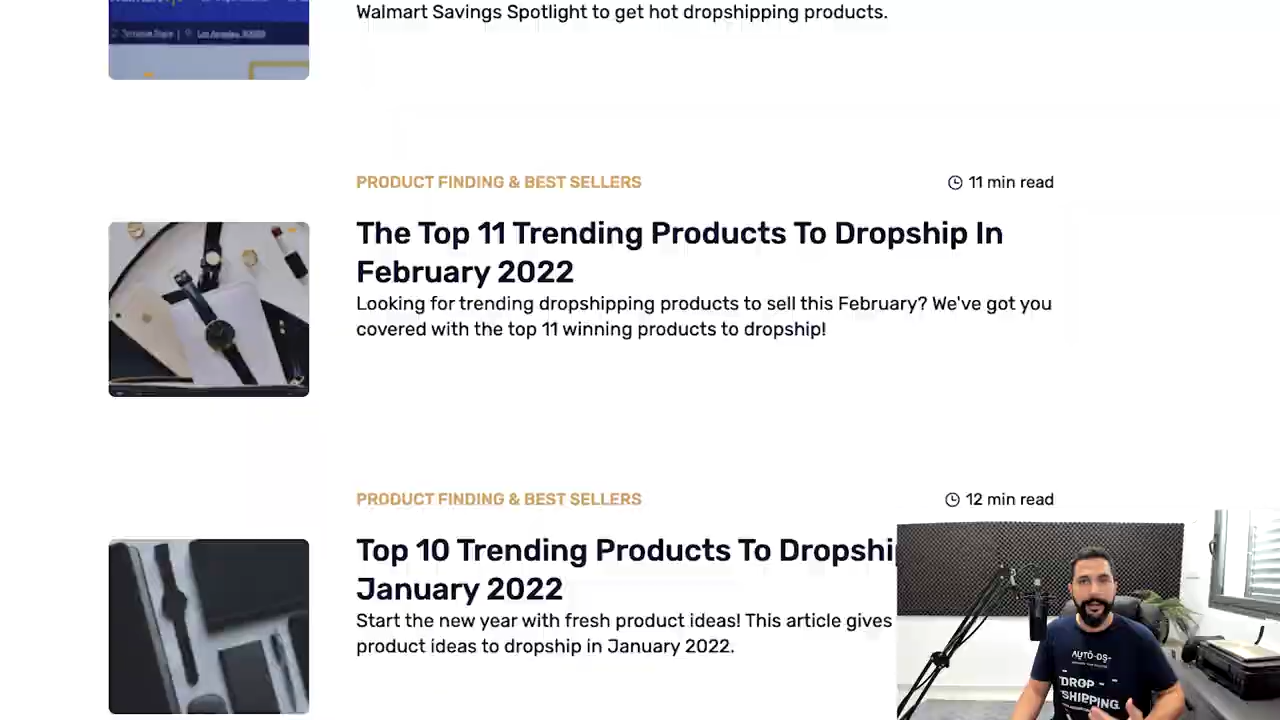 Walmart Savings Spotlight to get hot dropshipping products.
PRODUCT FINDING & BEST SELLERS
11 min read
The Top 11 Trending Products To Dropship In
February 2022
Looking for trending dropshipping products to sell this February? We've got you
covered with the top 11 winning products to dropship!
PRODUCT FINDING & BEST SELLERS
12 min read
Top 10 Trending Products To Dropshi
January 2022
Start the new year with fresh product ideas! This article gives
product ideas to dropship in January 2022.
AUTO-DS
DROP
SHIPPING